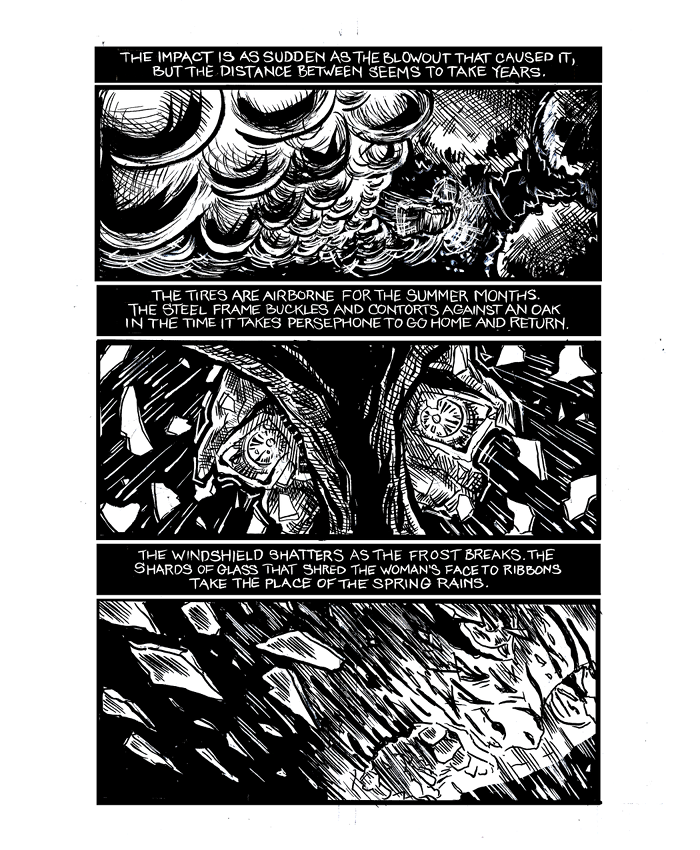 THE IMPACT IS AS SUDDEN AS THE BLOWOUT THAT CAUSED IT,
BUT THE DISTANCE BETWEEN SEEMS TO TAKE YEARS.
THE TIRES ARE AIRBORNE FOR THE SUMMER MONTHS.
THE STEEL FRAME BUCKLES AND CONTORTS AGAINST AN OAK
IN THE TIME IT TAKES PERSEPHONE TO GO HOME AND RETURN.
THE WINDSHIELD SHATTERS AS THE FROST BREAKS. THE
SHARDS OF GLASS THAT SHRED THE WOMAN'S FACE TO RIBBONS
TAKE THE PLACE OF THE SPRING RAINS.